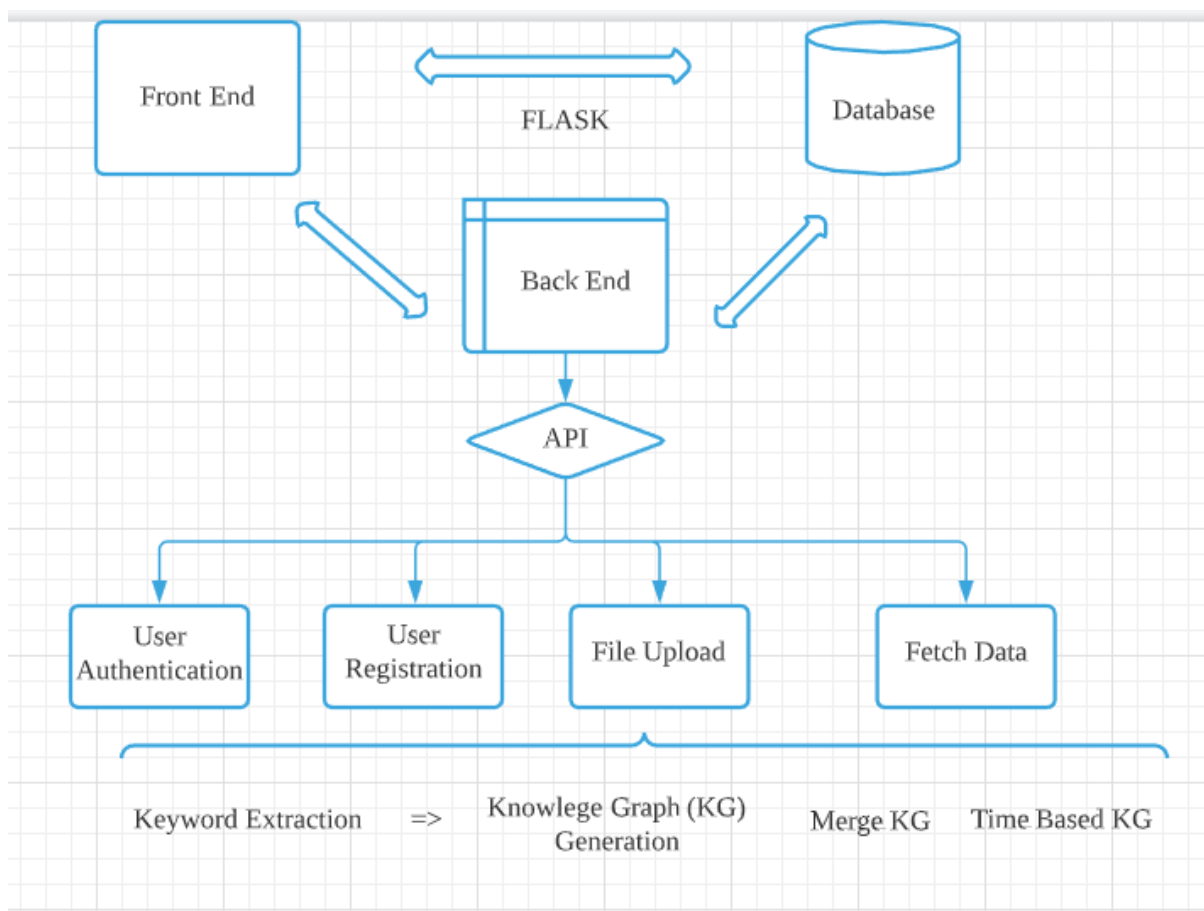 Front End
FLASK
Database
Back End
API
User
Authentication
User
Registration
File Upload
Fetch Data
Keyword Extraction
=>
Knowlege Graph (KG)
Generation
Merge KG
Time Based KG